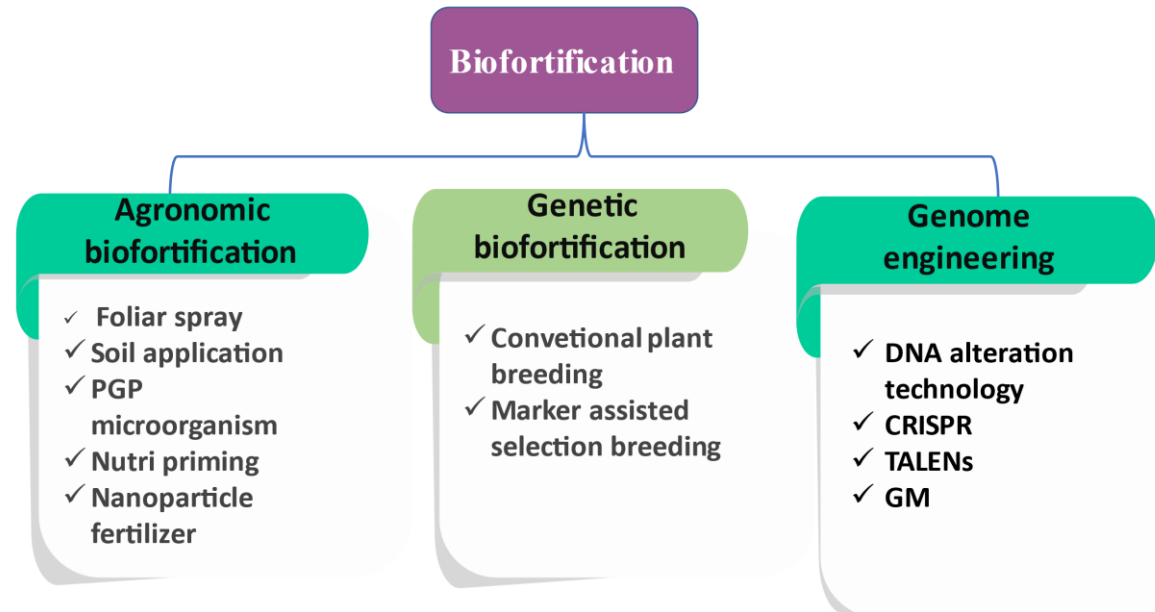 Biofortification
Agronomic
biofortification
✓ Foliar spray
✓ Soil application
✓ PGP
microorganism
✓ Nutri priming
✓ Nanoparticle
fertilizer
Genetic
biofortification
✓ Convetional plant
breeding
✓ Marker assisted
selection breeding
Genome
engineering
✓ DNA alteration
technology
✓ CRISPR
✓ TALENs
✓ GM